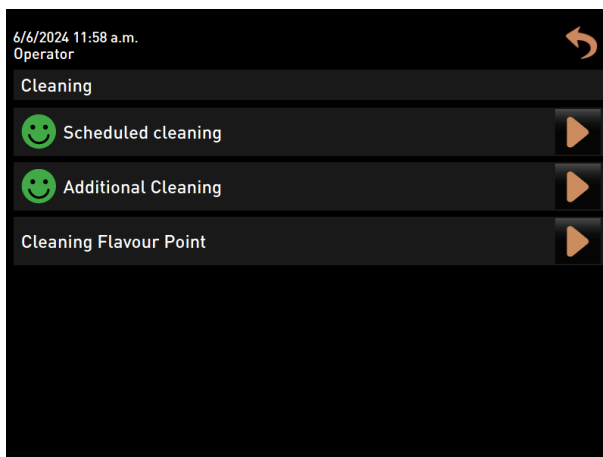 6/6/2024 11:58 a.m.
Operator
Cleaning
Scheduled cleaning
Additional Cleaning
Cleaning Flavour Point